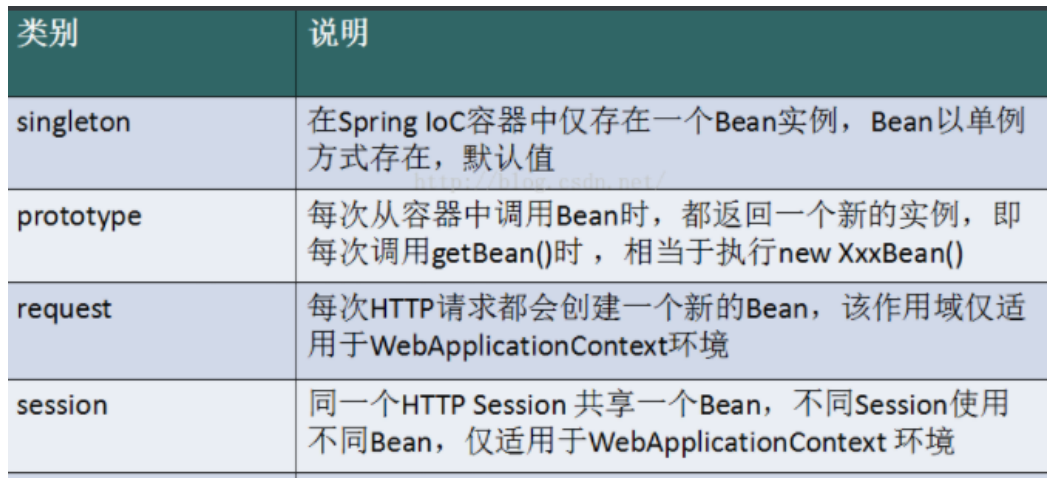 类别
说明
singleton
在Spring IoC容器中仅存在一个Bean实例，Bean以单例
方式存在，默认值
http://blog.csdn.net/
prototype
每次从容器中调用Bean时，都返回一个新的实例，即
每次调用getBean()时 ，相当于执行new XxxBean()
request
每次HTTP请求都会创建一个新的Bean，该作用域仅适
用于WebApplicationContext环境
session
同一个HTTP Session 共享一个Bean，不同Session使用
不同Bean，仅适用于WebApplicationContext 环境